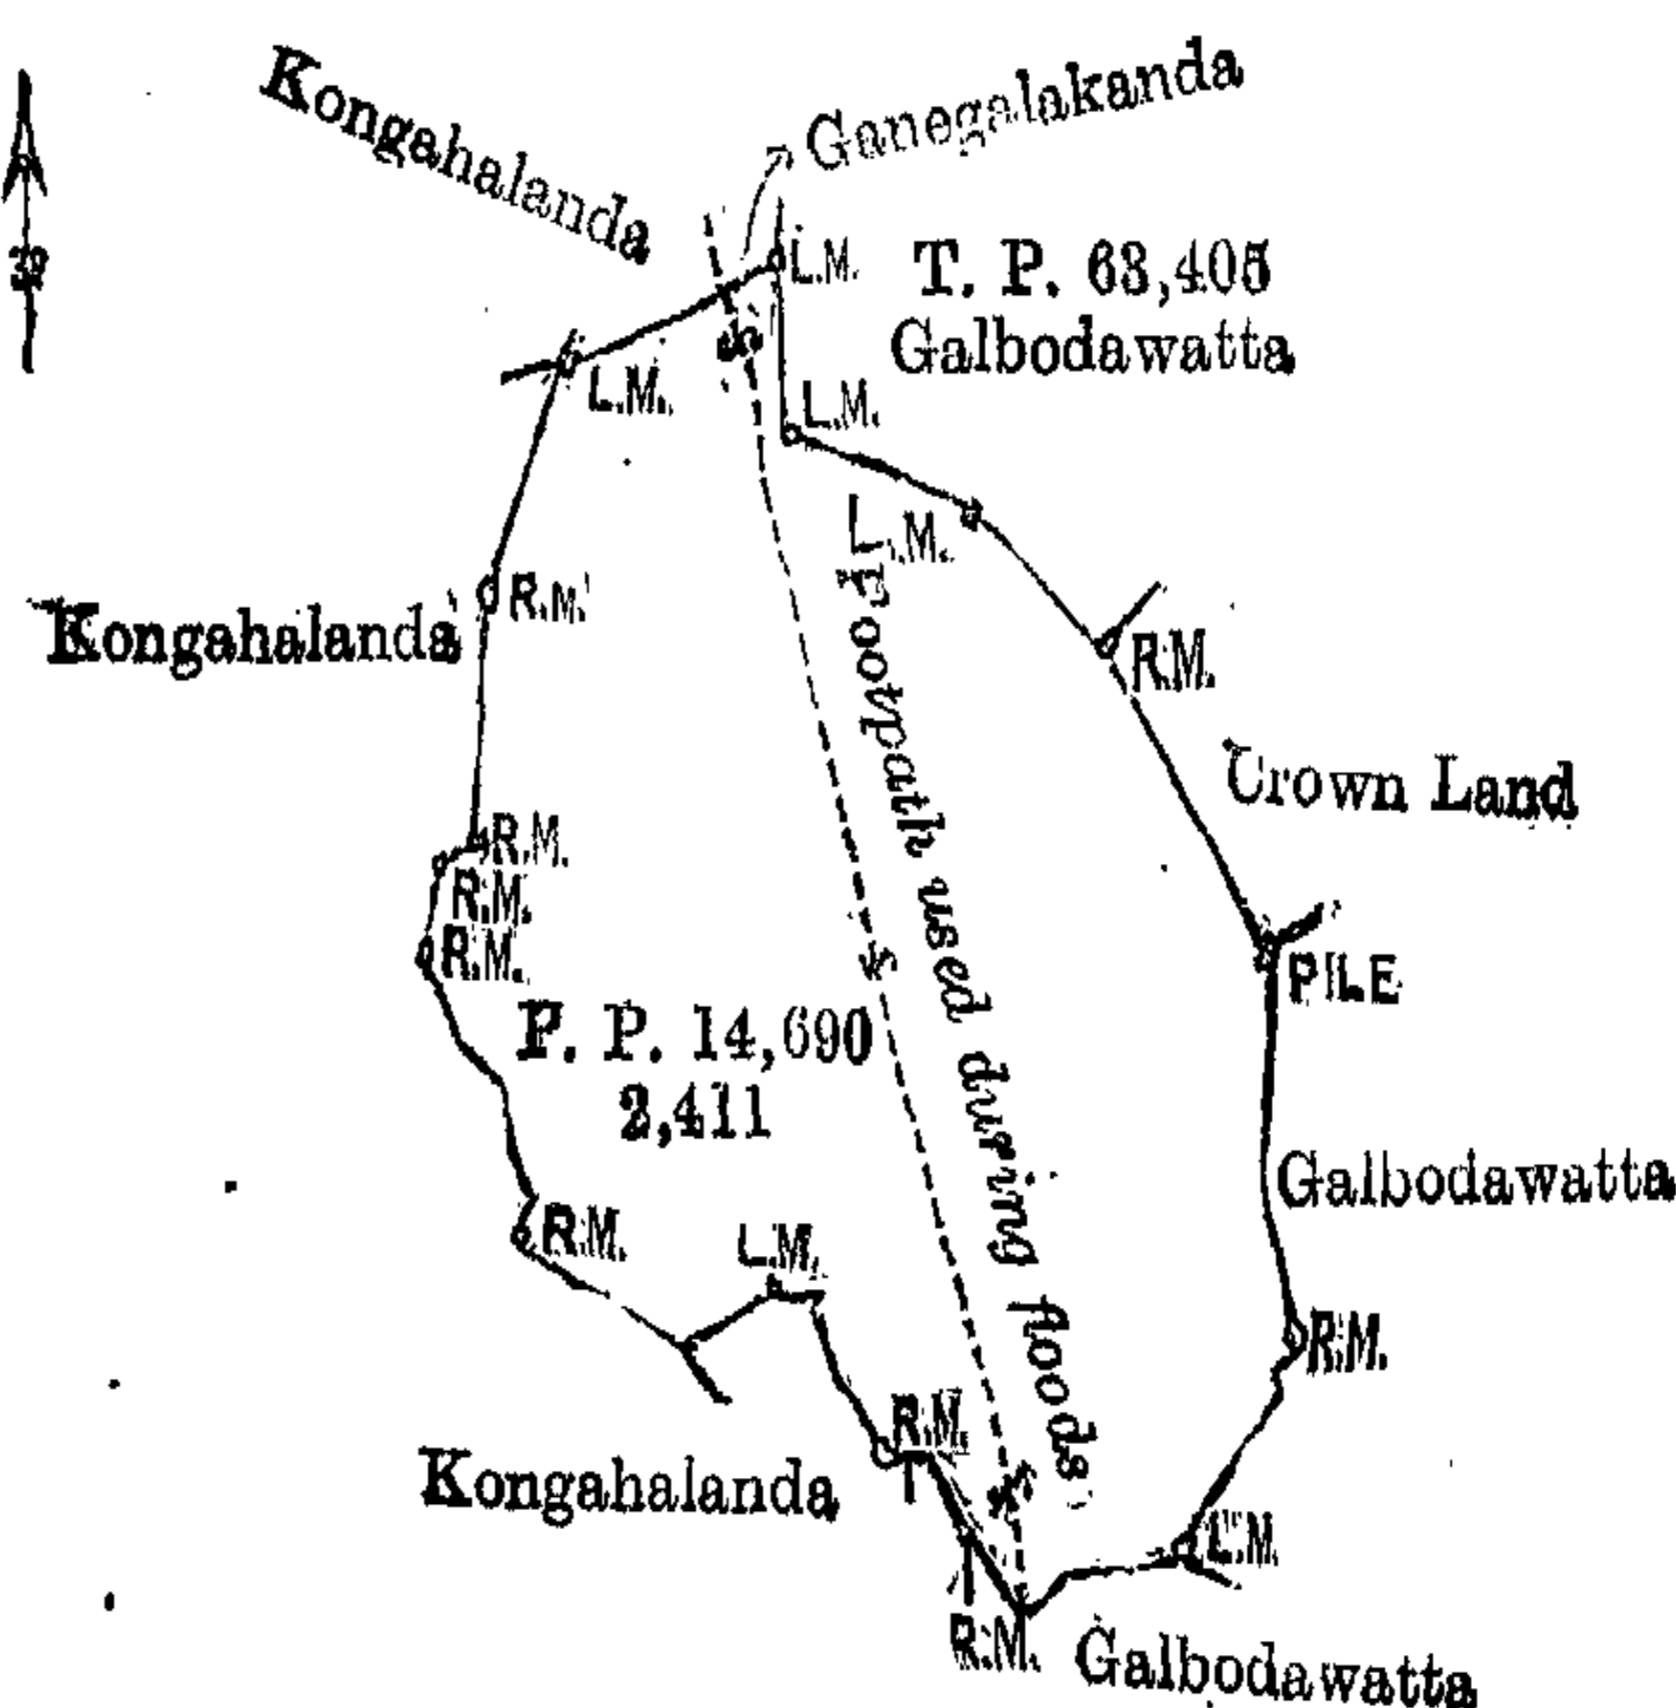 Kongahalanda
Ganegalakanda
L.M.
T. P. 63,405
Galbodawatta
L.M.
L.M.
L.M.
R.M.
Kongahalanda
R.M.
Footpath used during floods
Crown Land
R.M.
R.M.
R.M.
PILE
F. P. 14,690
2,411
Galbodawatta
R.M.
L.M.
R.M.
R.M.
Kongahalanda
L.M.
R.M.
Galbodawatta